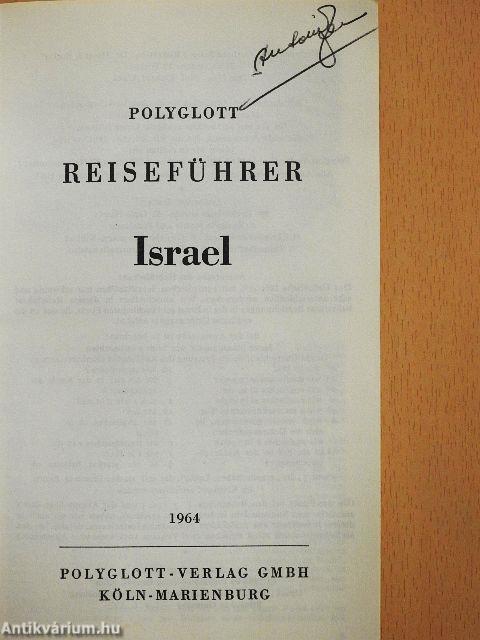 POLYGLOTT
REISEFÜHRER
Israel
1964
POLYGLOTT-VERLAG GMBH
KÖLN-MARIENBURG
Antikvárium.hu